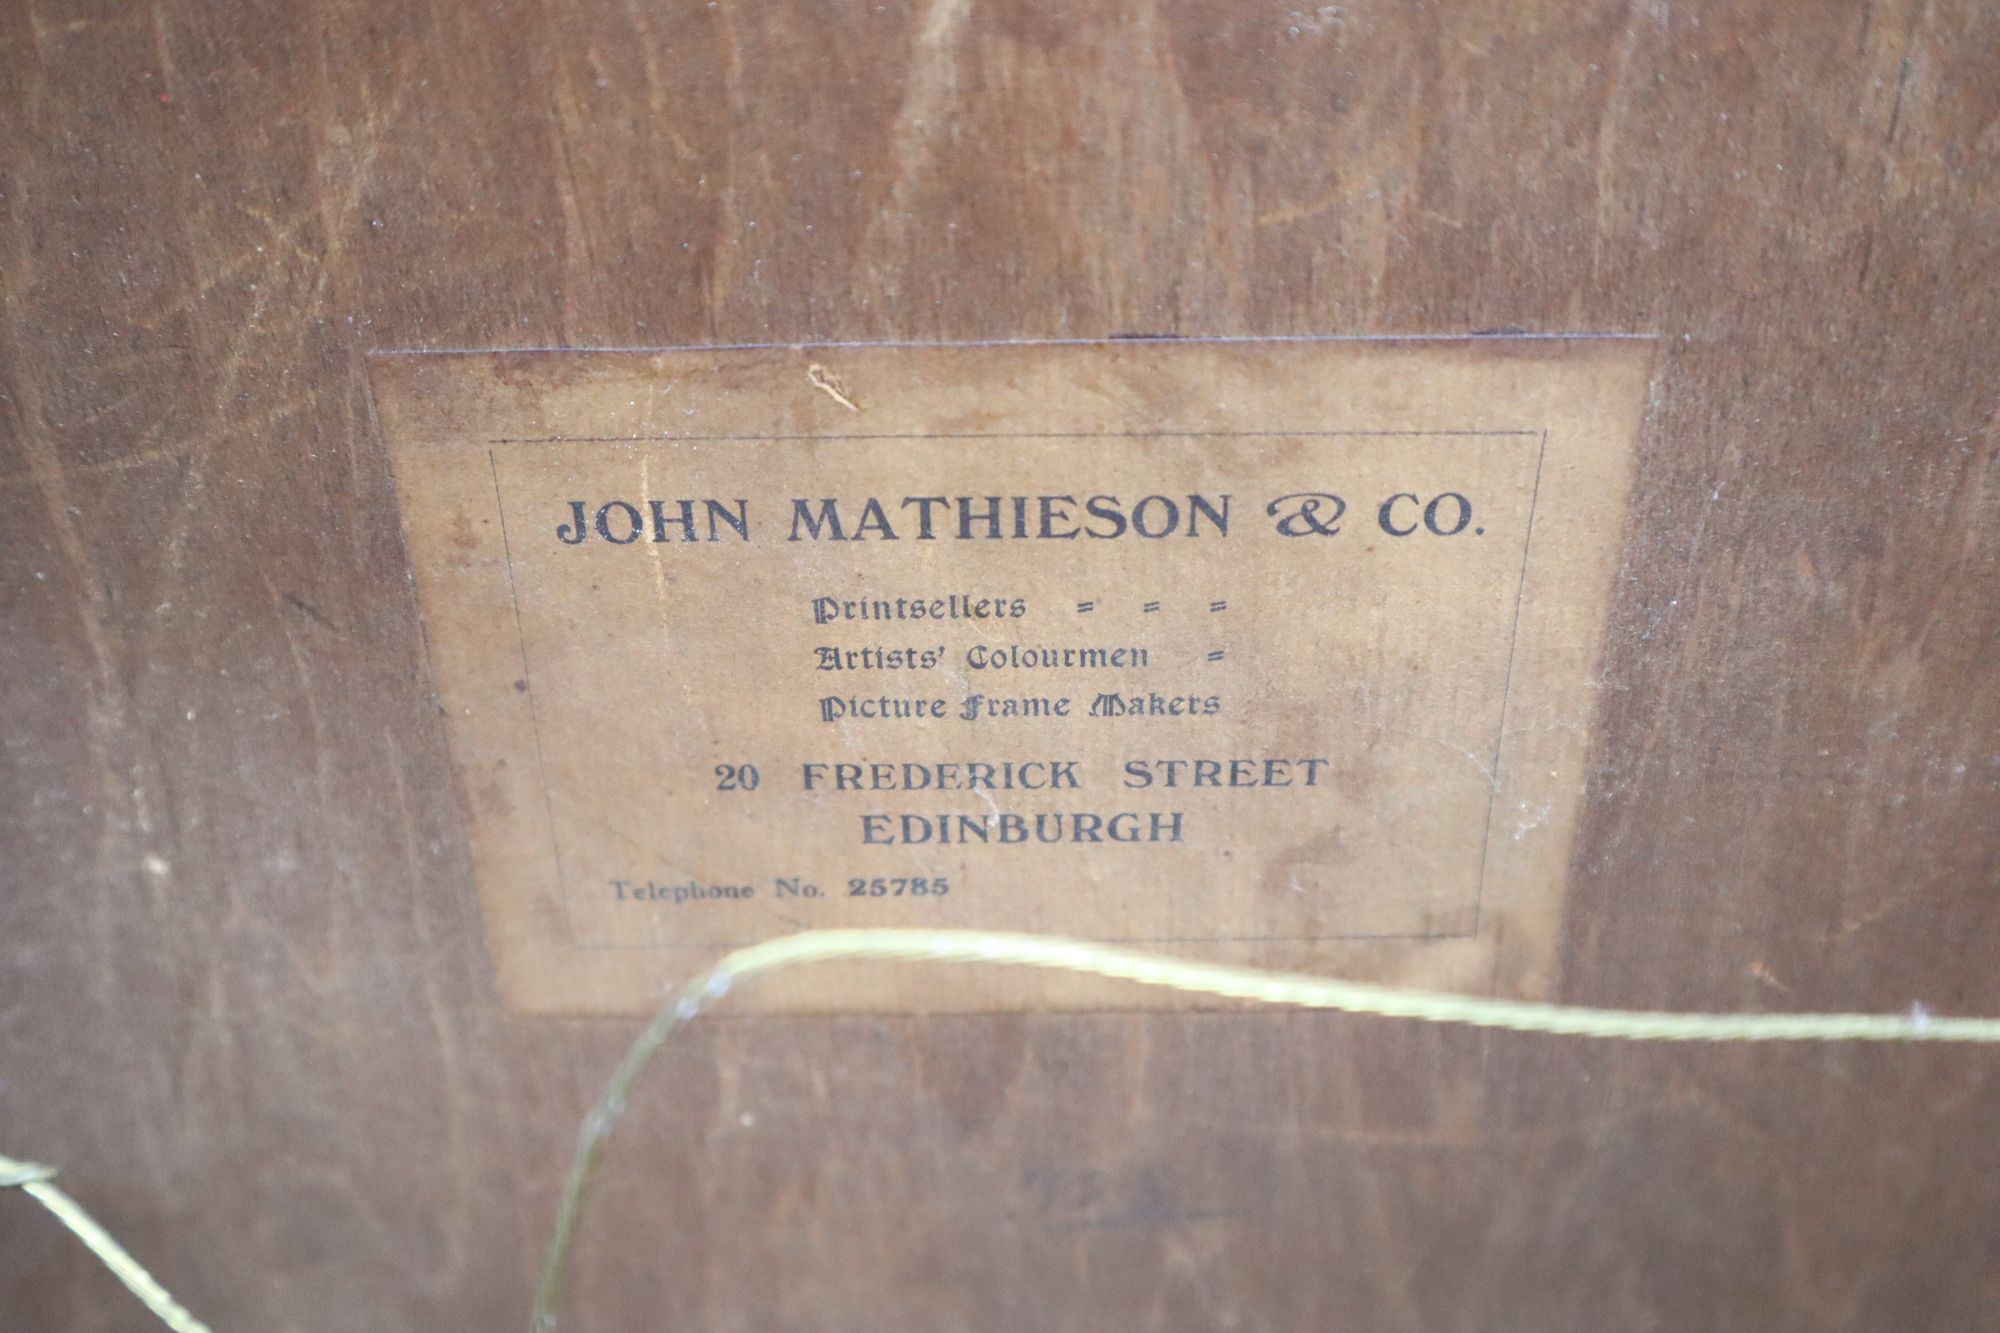 JOHN MATHIESON & CO.
Printsellers = = =
Artists' Colourmen =
Picture Frame Makers
20 FREDERICK STREET
EDINBURGH
Telephone No. 25785